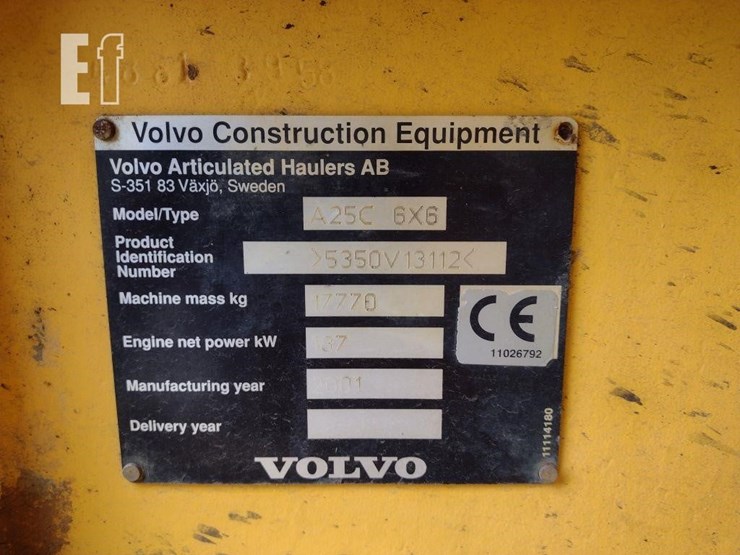 Ef
Volvo Construction Equipment
Volvo Articulated Haulers AB
S-351 83 Växjö, Sweden
Model/Type A25C 6X6
Product
Identification >5350V13112<
Number
Machine mass kg 17770
Engine net power kW
CE
11026792
Manufacturing year
Delivery year
11114180
VOLVO